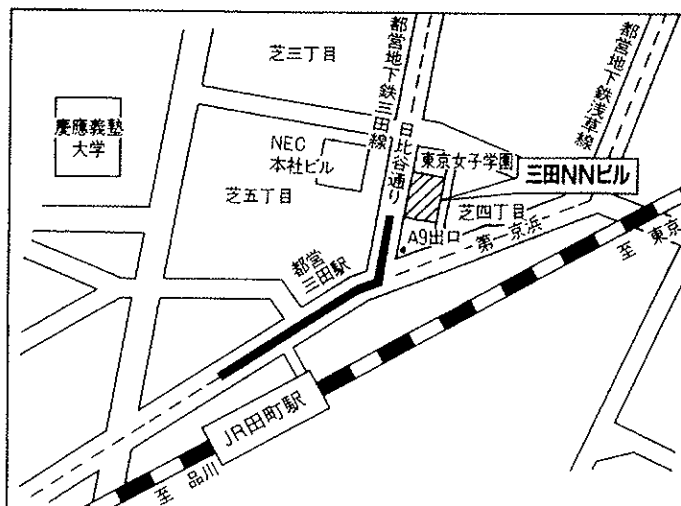 芝三丁目
都営地下鉄三田線
都営地下鉄浅草線
慶應義塾
大学
NEC
本社ビル
日比谷通り
東京女子学園
三田NNビル
芝五丁目
芝四丁目
A9出口
第一京浜
都営
三田駅
至 東京
JR田町駅
至 品川